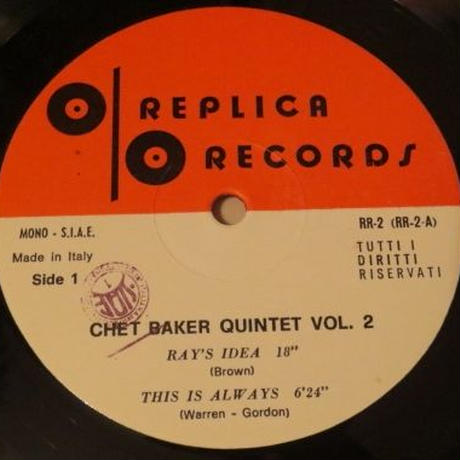 REPLICA
RECORDS
MONO - S.I.A.E.
Made in Italy
Side 1
RR-2 (RR-2-A)
TUTTI I
DIRITTI
RISERVATI
CHET BAKER QUINTET VOL. 2
RAY'S IDEA 18"
(Brown)
THIS IS ALWAYS 6'24"
(Warren - Gordon)